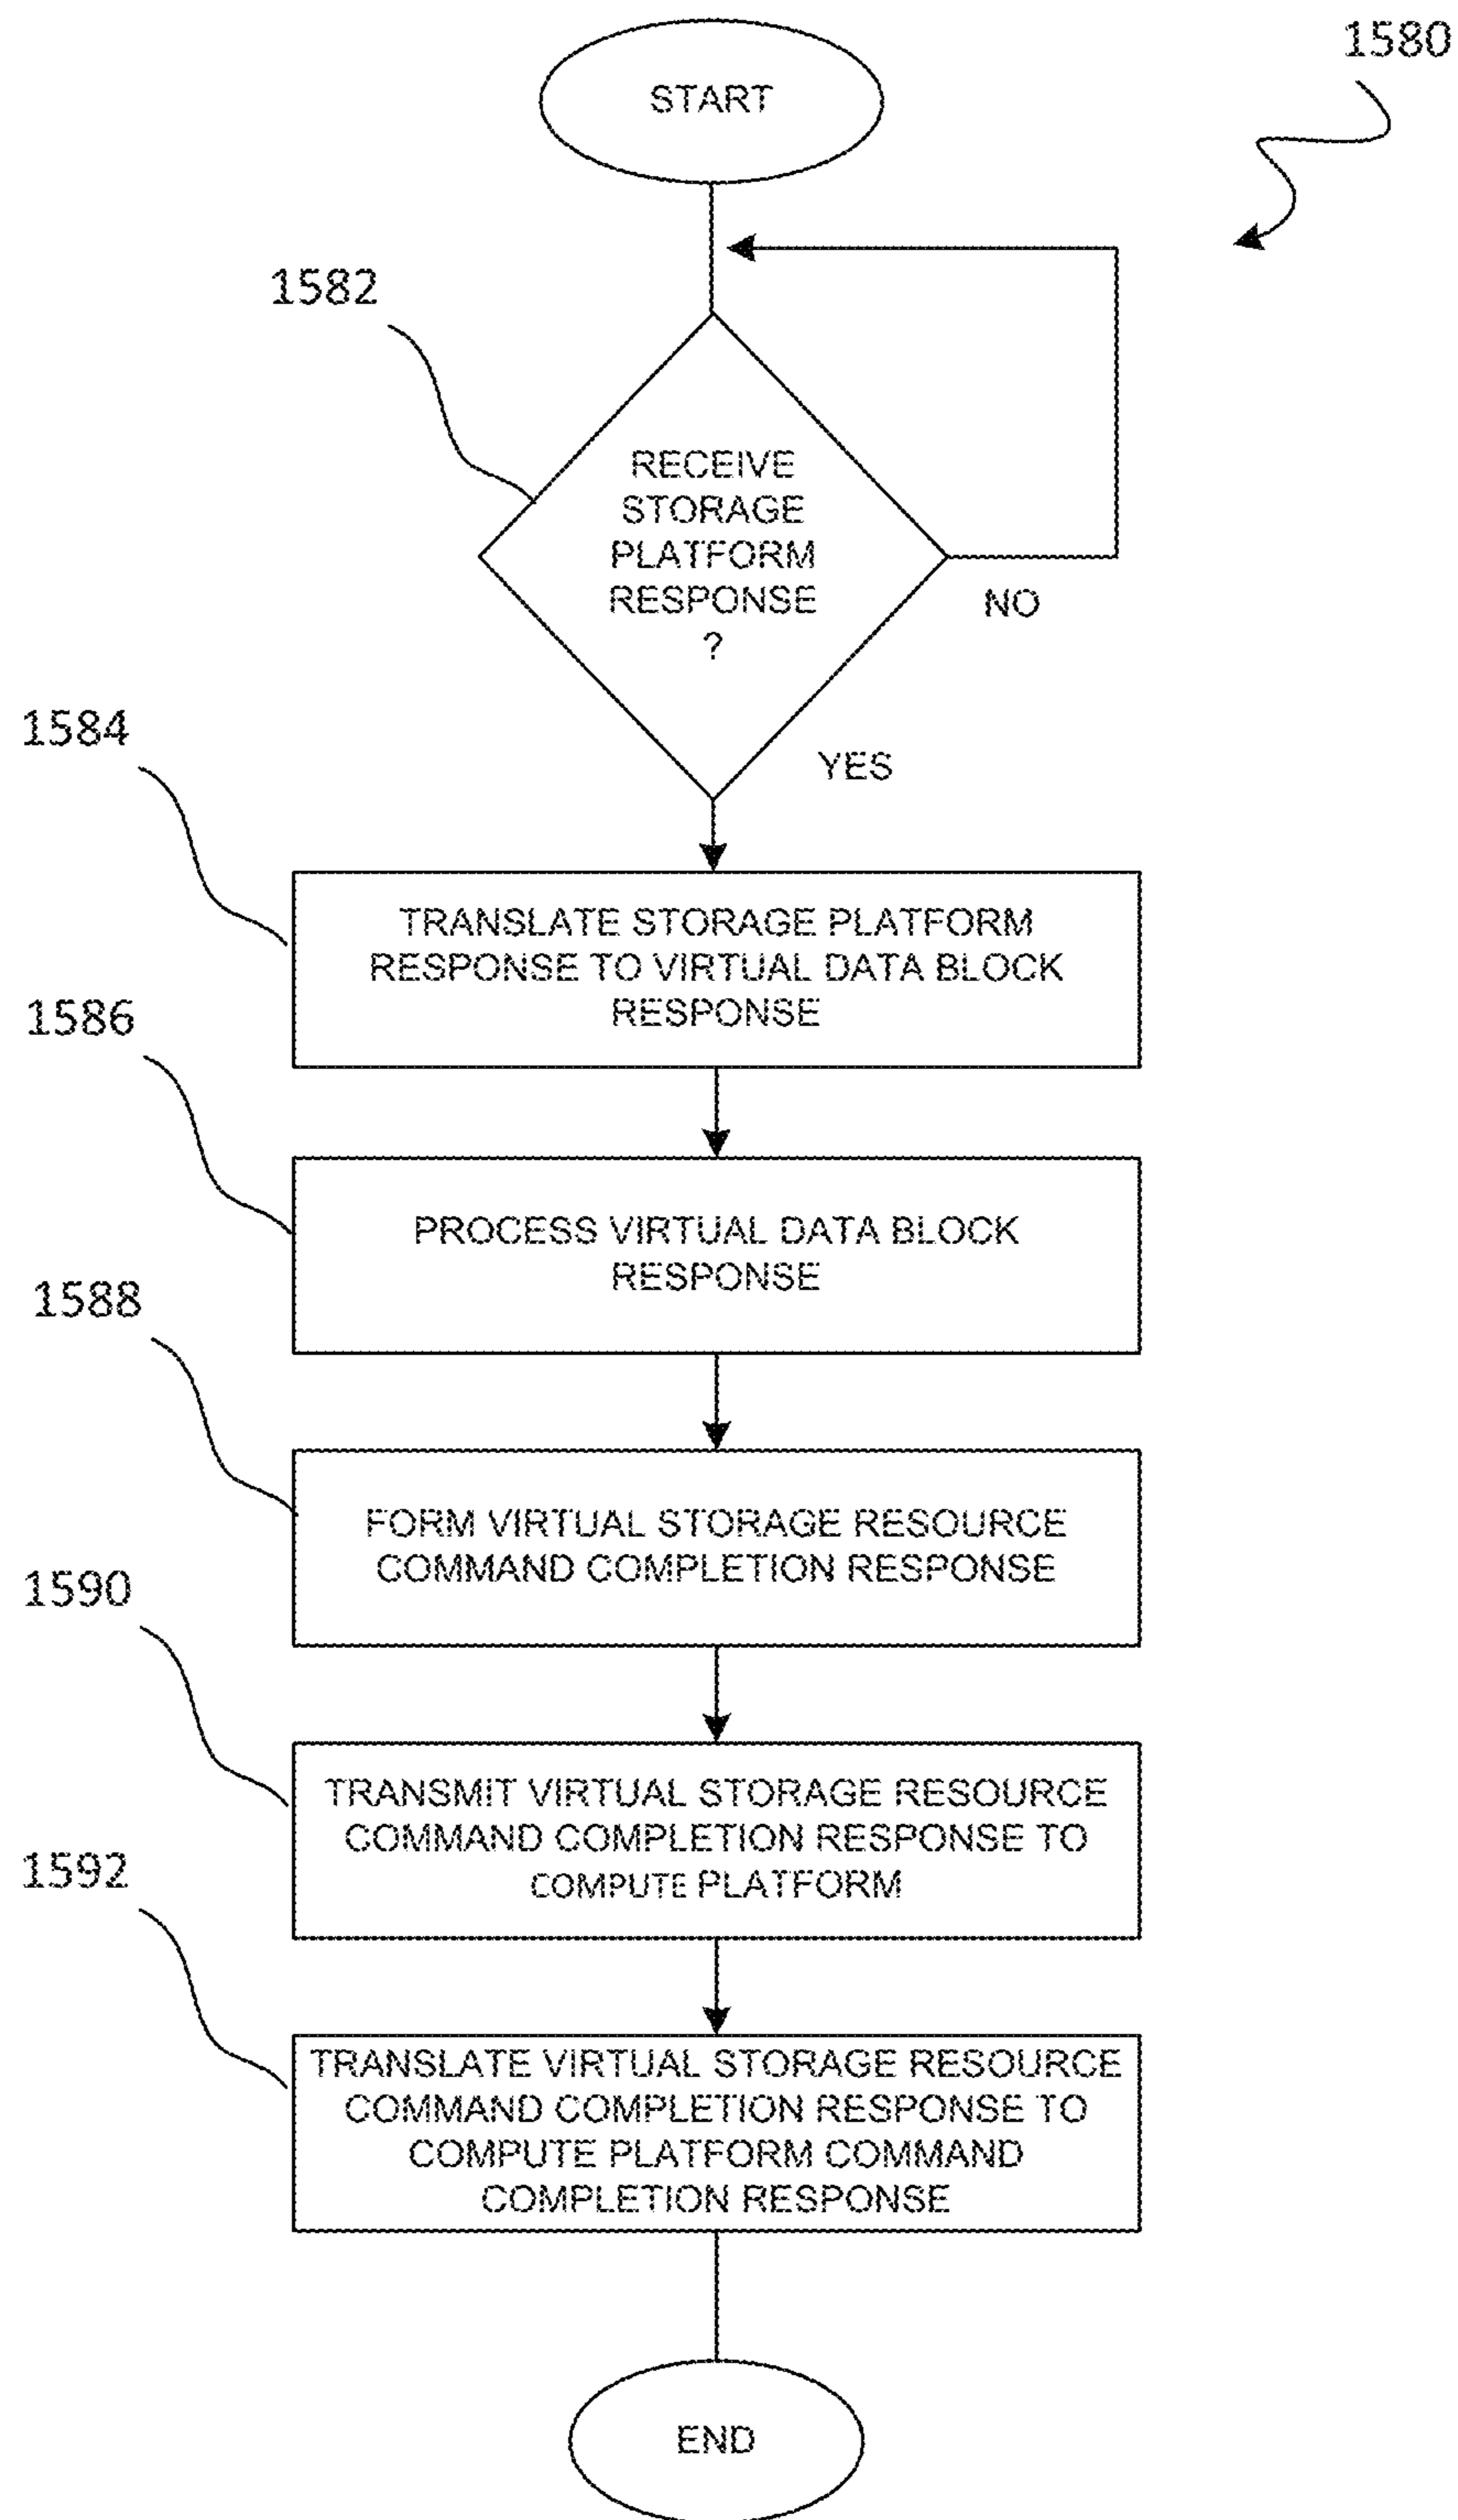 1580
START
1582
RECEIVE
STORAGE
PLATFORM
RESPONSE
?
NO
YES
1584
TRANSLATE STORAGE PLATFORM
RESPONSE TO VIRTUAL DATA BLOCK
RESPONSE
1586
PROCESS VIRTUAL DATA BLOCK
RESPONSE
1588
FORM VIRTUAL STORAGE RESOURCE
COMMAND COMPLETION RESPONSE
1590
TRANSMIT VIRTUAL STORAGE RESOURCE
COMMAND COMPLETION RESPONSE TO
COMPUTE PLATFORM
1592
TRANSLATE VIRTUAL STORAGE RESOURCE
COMMAND COMPLETION RESPONSE TO
COMPUTE PLATFORM COMMAND
COMPLETION RESPONSE
END